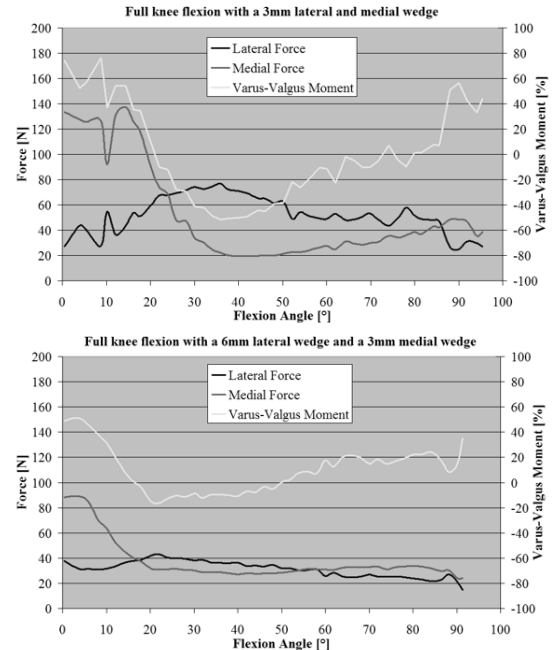 Full knee flexion with a 3mm lateral and medial wedge
200 100
180 80
160 60
140 40
120 20
100 0
80 -20
60 -40
40 -60
20 -80
0 -100
Force [N]
Varus-Valgus Moment [%]
Lateral Force
Medial Force
Varus-Valgus Moment
0 10 20 30 40 50 60 70 80 90 100
Flexion Angle [°]
Full knee flexion with a 6mm lateral wedge and a 3mm medial wedge
200 100
180 80
160 60
140 40
120 20
100 0
80 -20
60 -40
40 -60
20 -80
0 -100
Force [N]
Varus-Valgus Moment [%]
Lateral Force
Medial Force
Varus-Valgus Moment
0 10 20 30 40 50 60 70 80 90 100
Flexion Angle [°]